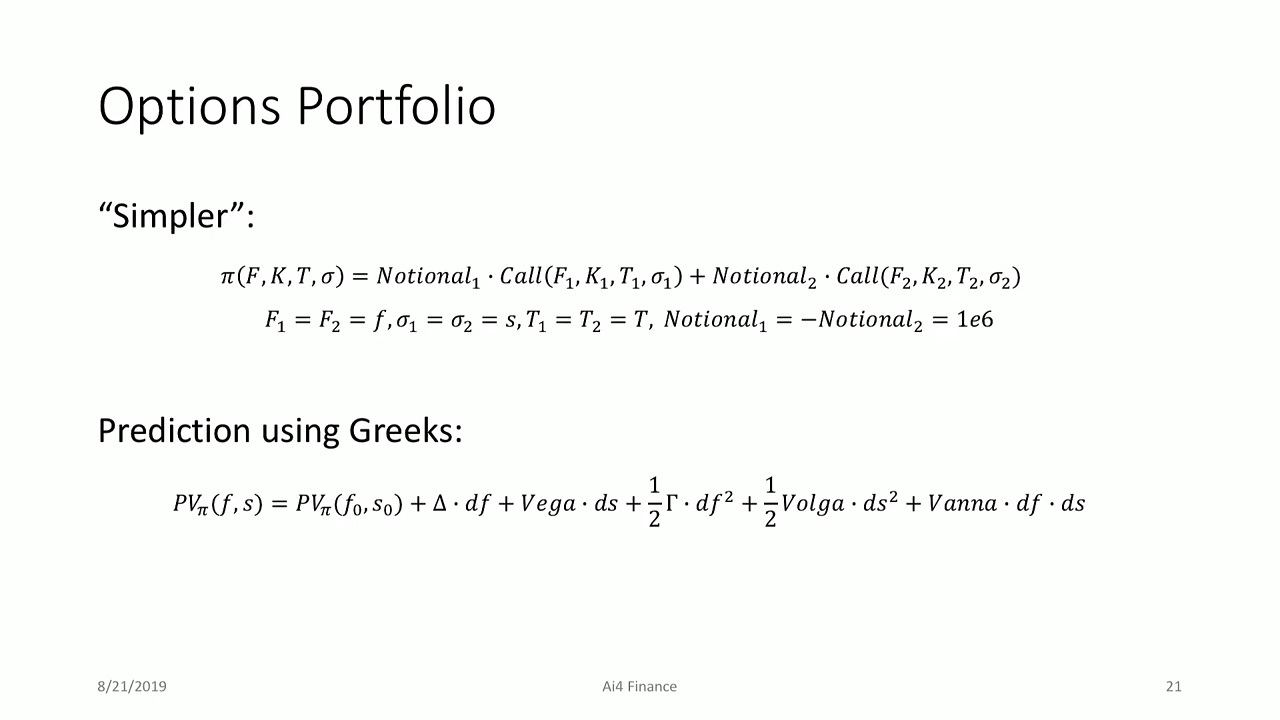 Options Portfolio
“Simpler”:
π(F, K, T, σ) = Notional₁ · Call(F₁, K₁, T₁, σ₁) + Notional₂ · Call(F₂, K₂, T₂, σ₂)
F₁ = F₂ = f, σ₁ = σ₂ = s, T₁ = T₂ = T, Notional₁ = −Notional₂ = 1e6
Prediction using Greeks:
PV_π(f, s) = PV_π(f₀, s₀) + Δ · df + Vega · ds + 1/2 Γ · df² + 1/2 Volga · ds² + Vanna · df · ds
8/21/2019 Ai4 Finance 21